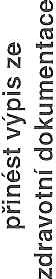 přinést výpis ze
zdravotní dokumentace